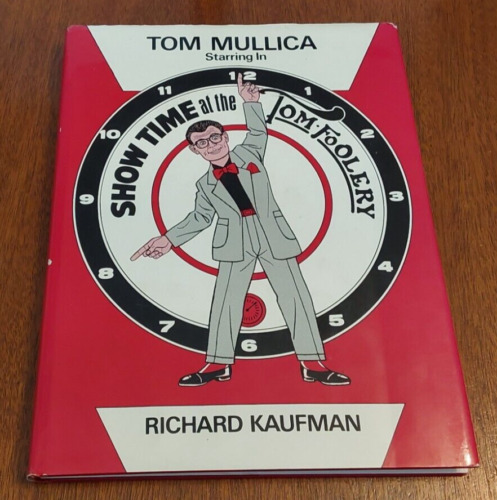 TOM MULLICA
Starring In
SHOW TIME at the
TOM·FOOLERY
12
1
2
3
4
5
6
7
8
9
10
11
RICHARD KAUFMAN